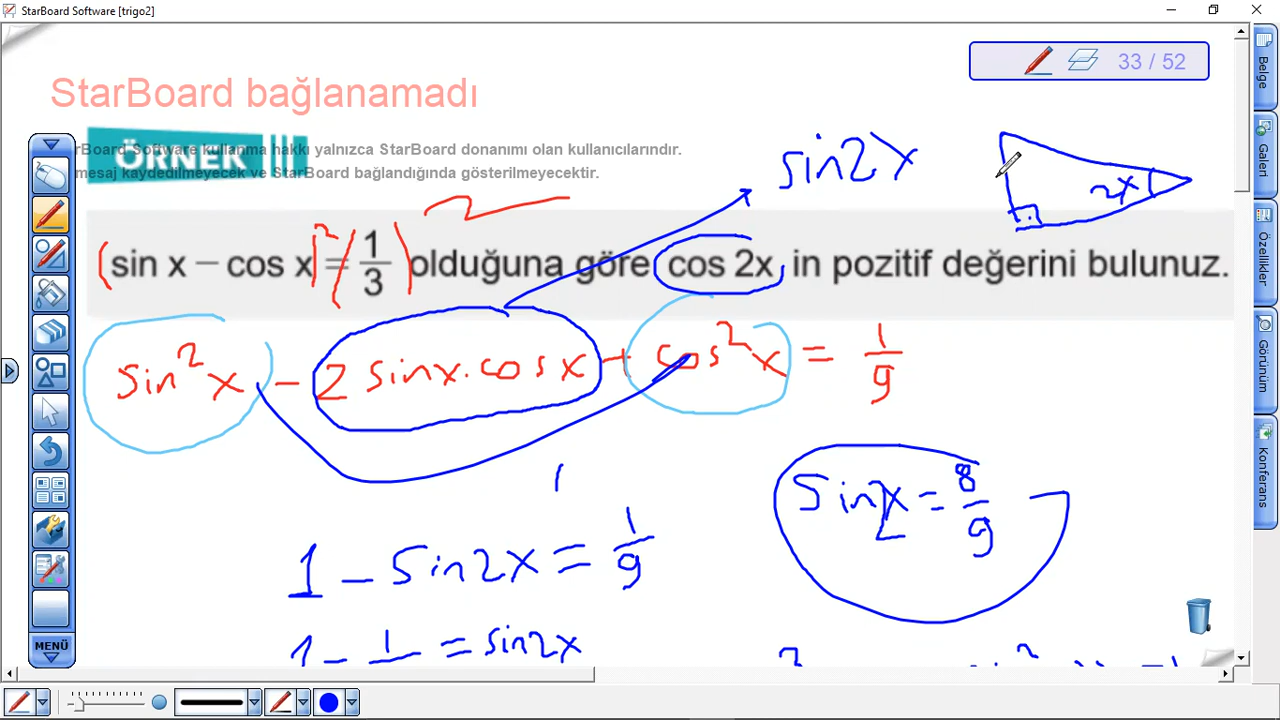 StarBoard Software [trigo2]
33 / 52
StarBoard bağlanamadı
rBoard Software kullanma hakkı yalnızca StarBoard donanımı olan kullanıcılarındır.
ÖRNEK
mesaj kaydedilmeyecek ve StarBoard bağlandığında gösterilmeyecektir.
sin2x
2x
(sin x − cos x)² = (1/3) olduğuna göre cos 2x, in pozitif değerini bulunuz.
sin²x − 2 sinx.cosx + cos²x = 1/9
sin2x = 8/9
1 − sin2x = 1/9
1 − 1 = sin2x
MENÜ
Belge
Galeri
Özellikler
Görünüm
Konferans